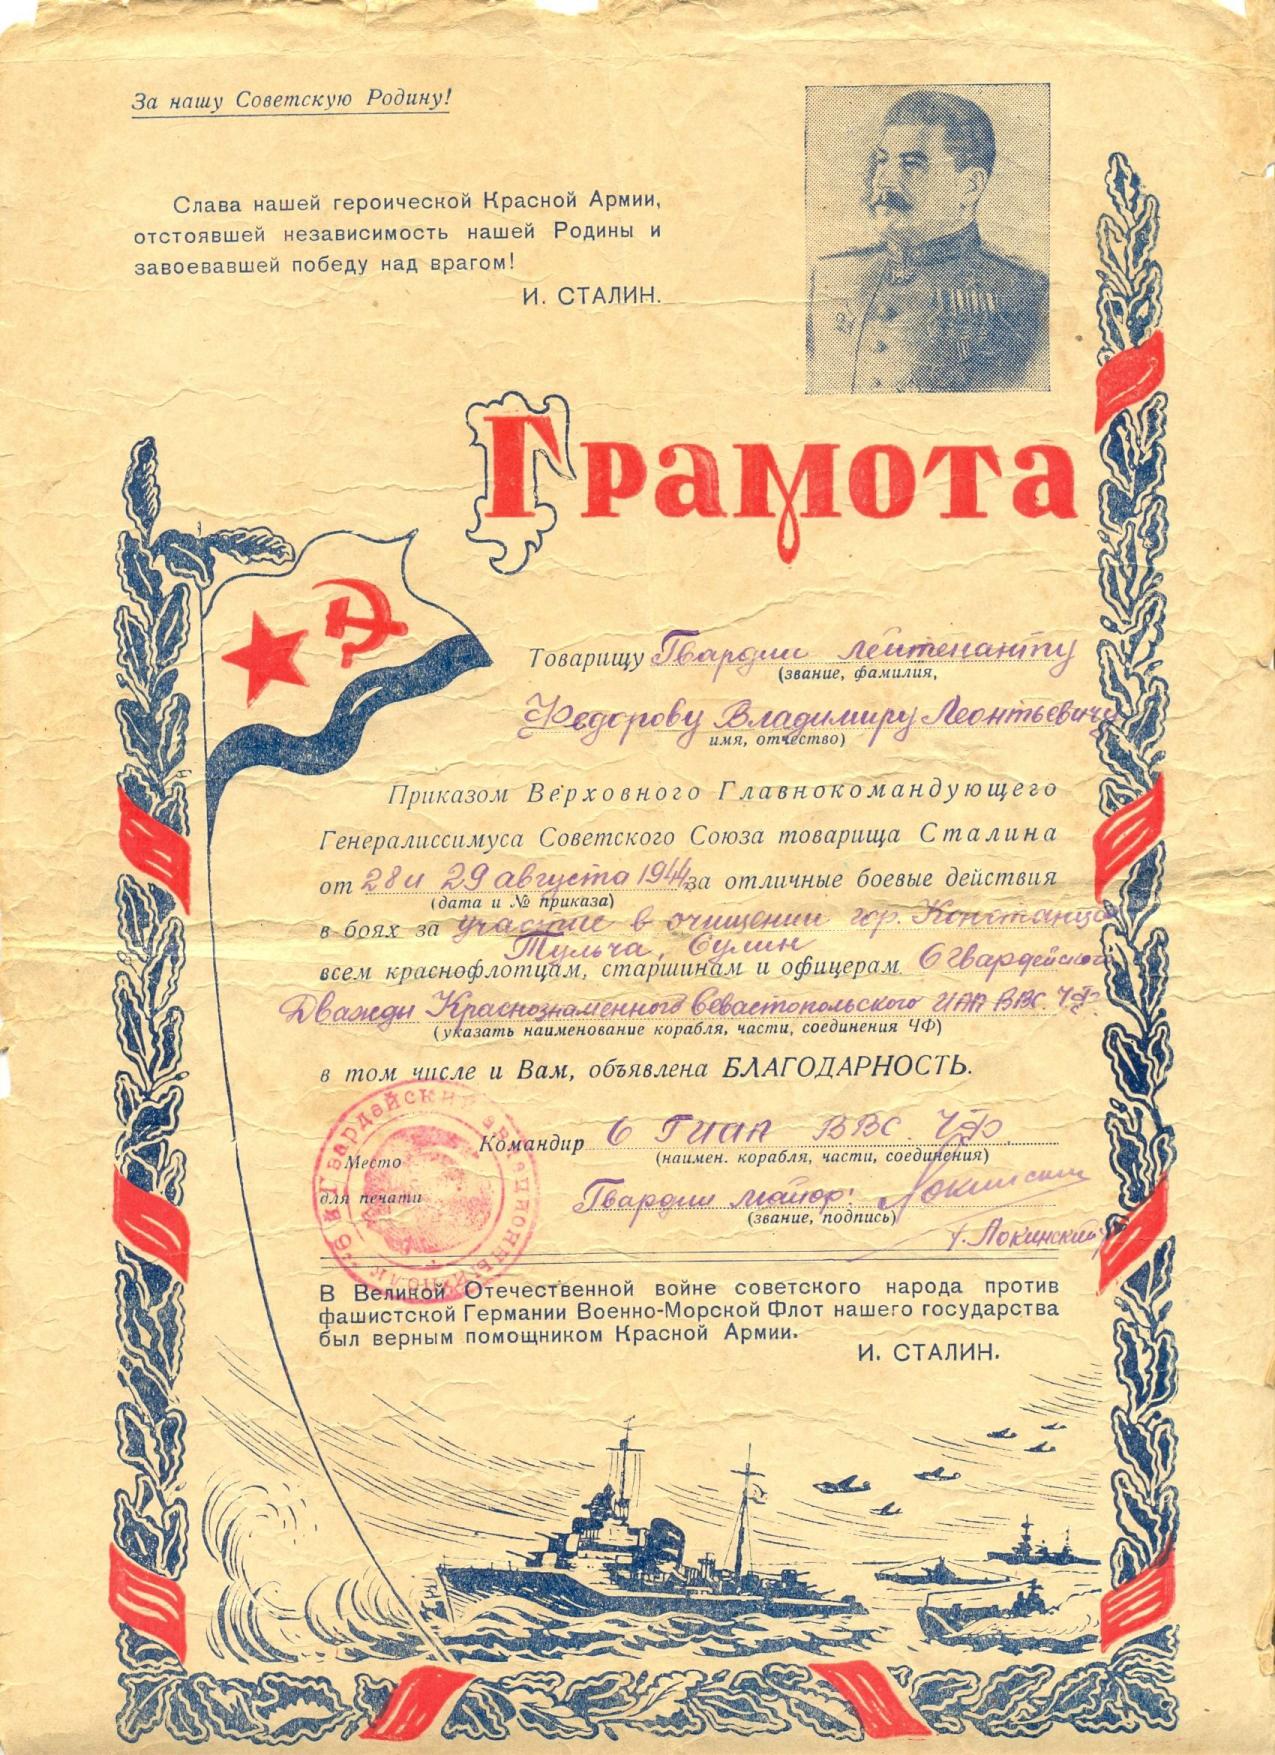 За нашу Советскую Родину!
Слава нашей героической Красной Армии,
отстоявшей независимость нашей Родины и
завоевавшей победу над врагом!
И. СТАЛИН.
Грамота
Товарищу Гвардии лейтенанту
(звание, фамилия,
Федорову Владимиру Леонтьевичу
имя, отчество)
Приказом Верховного Главнокомандующего
Генералиссимуса Советского Союза товарища Сталина
от 28 и 29 августа 1944 за отличные боевые действия
(дата и № приказа)
в боях за участие в очищении гор. Констанца
Тульча, Сулин
всем краснофлотцам, старшинам и офицерам 6 Гвардейского
Дважды Краснознаменного Севастопольского ИАП ВВС ЧФ
(указать наименование корабля, части, соединения ЧФ)
в том числе и Вам, объявлена БЛАГОДАРНОСТЬ.
Командир 6 ГИАП ВВС. ЧФ.
(наимен. корабля, части, соединения)
Место
для печати
Гвардии майор: Локинский
(звание, подпись)
/. Локинский/
6й Гвардейский авиационный полк
В Великой Отечественной войне советского народа против
фашистской Германии Военно-Морской Флот нашего государства
был верным помощником Красной Армии.
И. СТАЛИН.